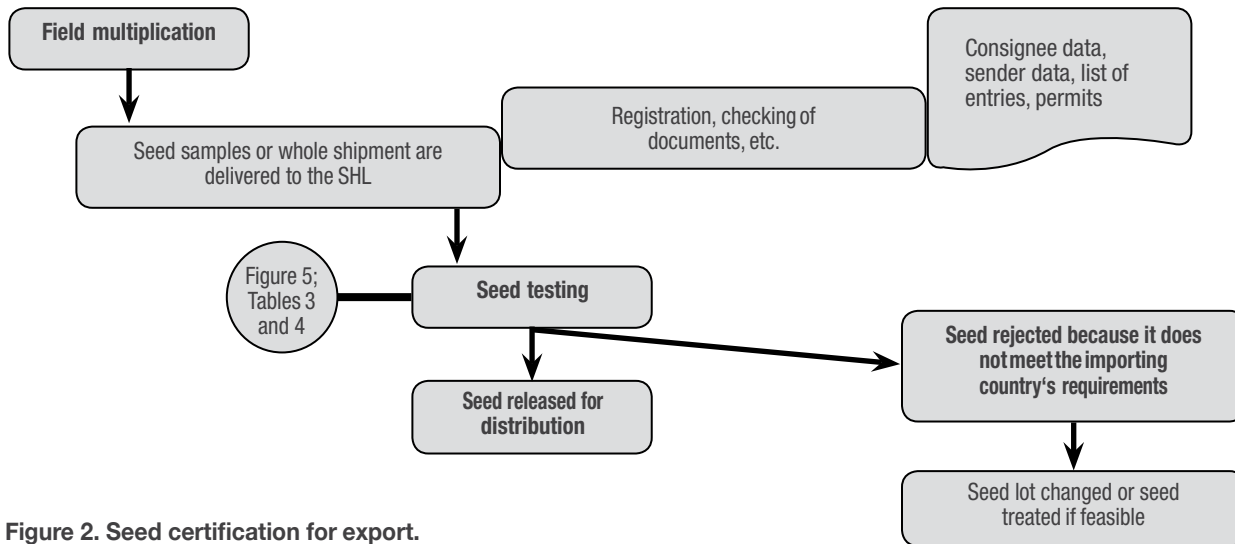 Field multiplication
Consignee data,
sender data, list of
entries, permits
Registration, checking of
documents, etc.
Seed samples or whole shipment are
delivered to the SHL
Figure 5;
Tables 3
and 4
Seed testing
Seed rejected because it does
not meet the importing
country‘s requirements
Seed released for
distribution
Seed lot changed or seed
treated if feasible
Figure 2. Seed certification for export.